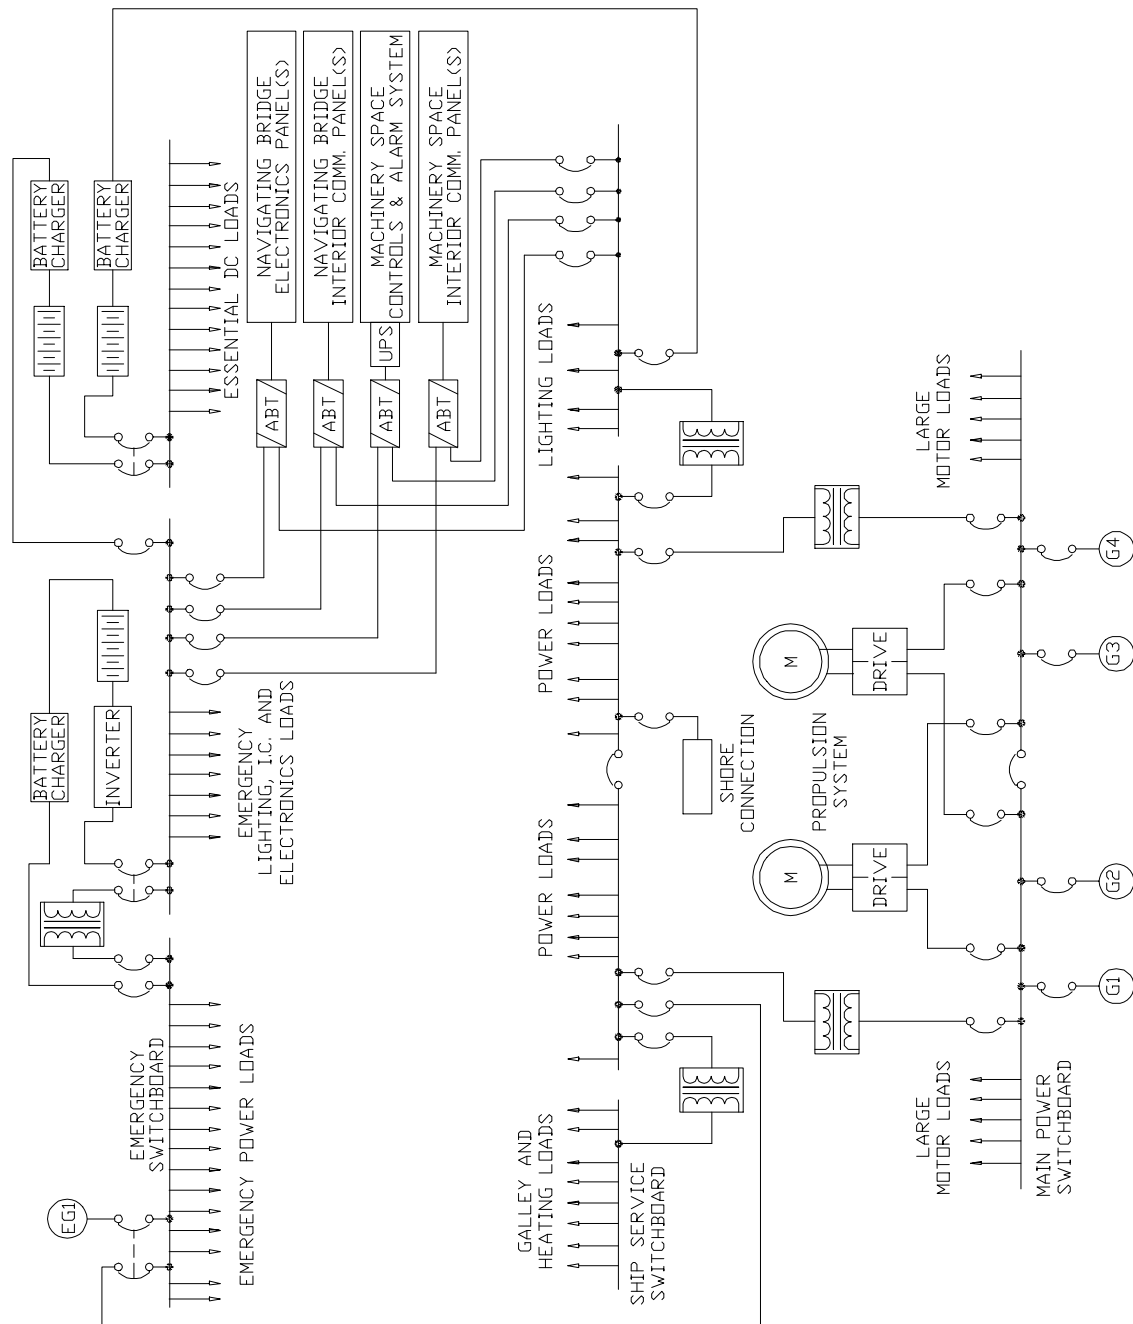 EG1
BATTERY
CHARGER
INVERTER
BATTERY
CHARGER
BATTERY
CHARGER
EMERGENCY
SWITCHBOARD
EMERGENCY POWER LOADS
EMERGENCY
LIGHTING, I.C. AND
ELECTRONICS LOADS
ESSENTIAL DC LOADS
ABT
NAVIGATING BRIDGE
ELECTRONICS PANEL(S)
ABT
NAVIGATING BRIDGE
INTERIOR COMM. PANEL(S)
ABT
UPS
MACHINERY SPACE
CONTROLS & ALARM SYSTEM
ABT
MACHINERY SPACE
INTERIOR COMM. PANEL(S)
GALLEY AND
HEATING LOADS
POWER LOADS
POWER LOADS
LIGHTING LOADS
SHIP SERVICE
SWITCHBOARD
SHORE
CONNECTION
M
M
PROPULSION
SYSTEM
DRIVE
DRIVE
LARGE
MOTOR LOADS
LARGE
MOTOR LOADS
MAIN POWER
SWITCHBOARD
G1
G2
G3
G4